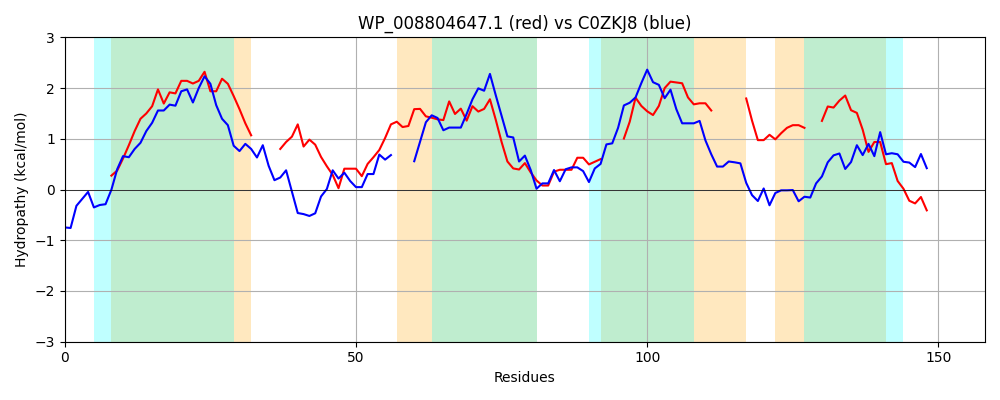 WP_008804647.1 (red) vs C0ZKJ8 (blue)
3
2
1
0
−1
−2
−3
Hydropathy (kcal/mol)
0 50 100 150
Residues